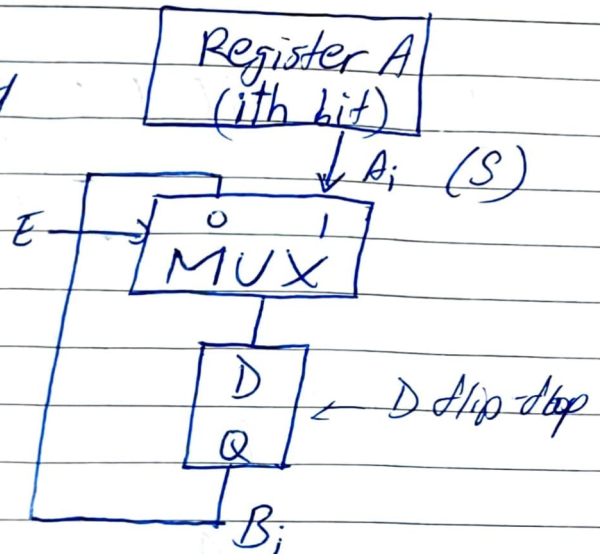 Register A
(ith bit)
Ai (S)
E
0 1
MUX
D
D flip-flop
Q
Bi